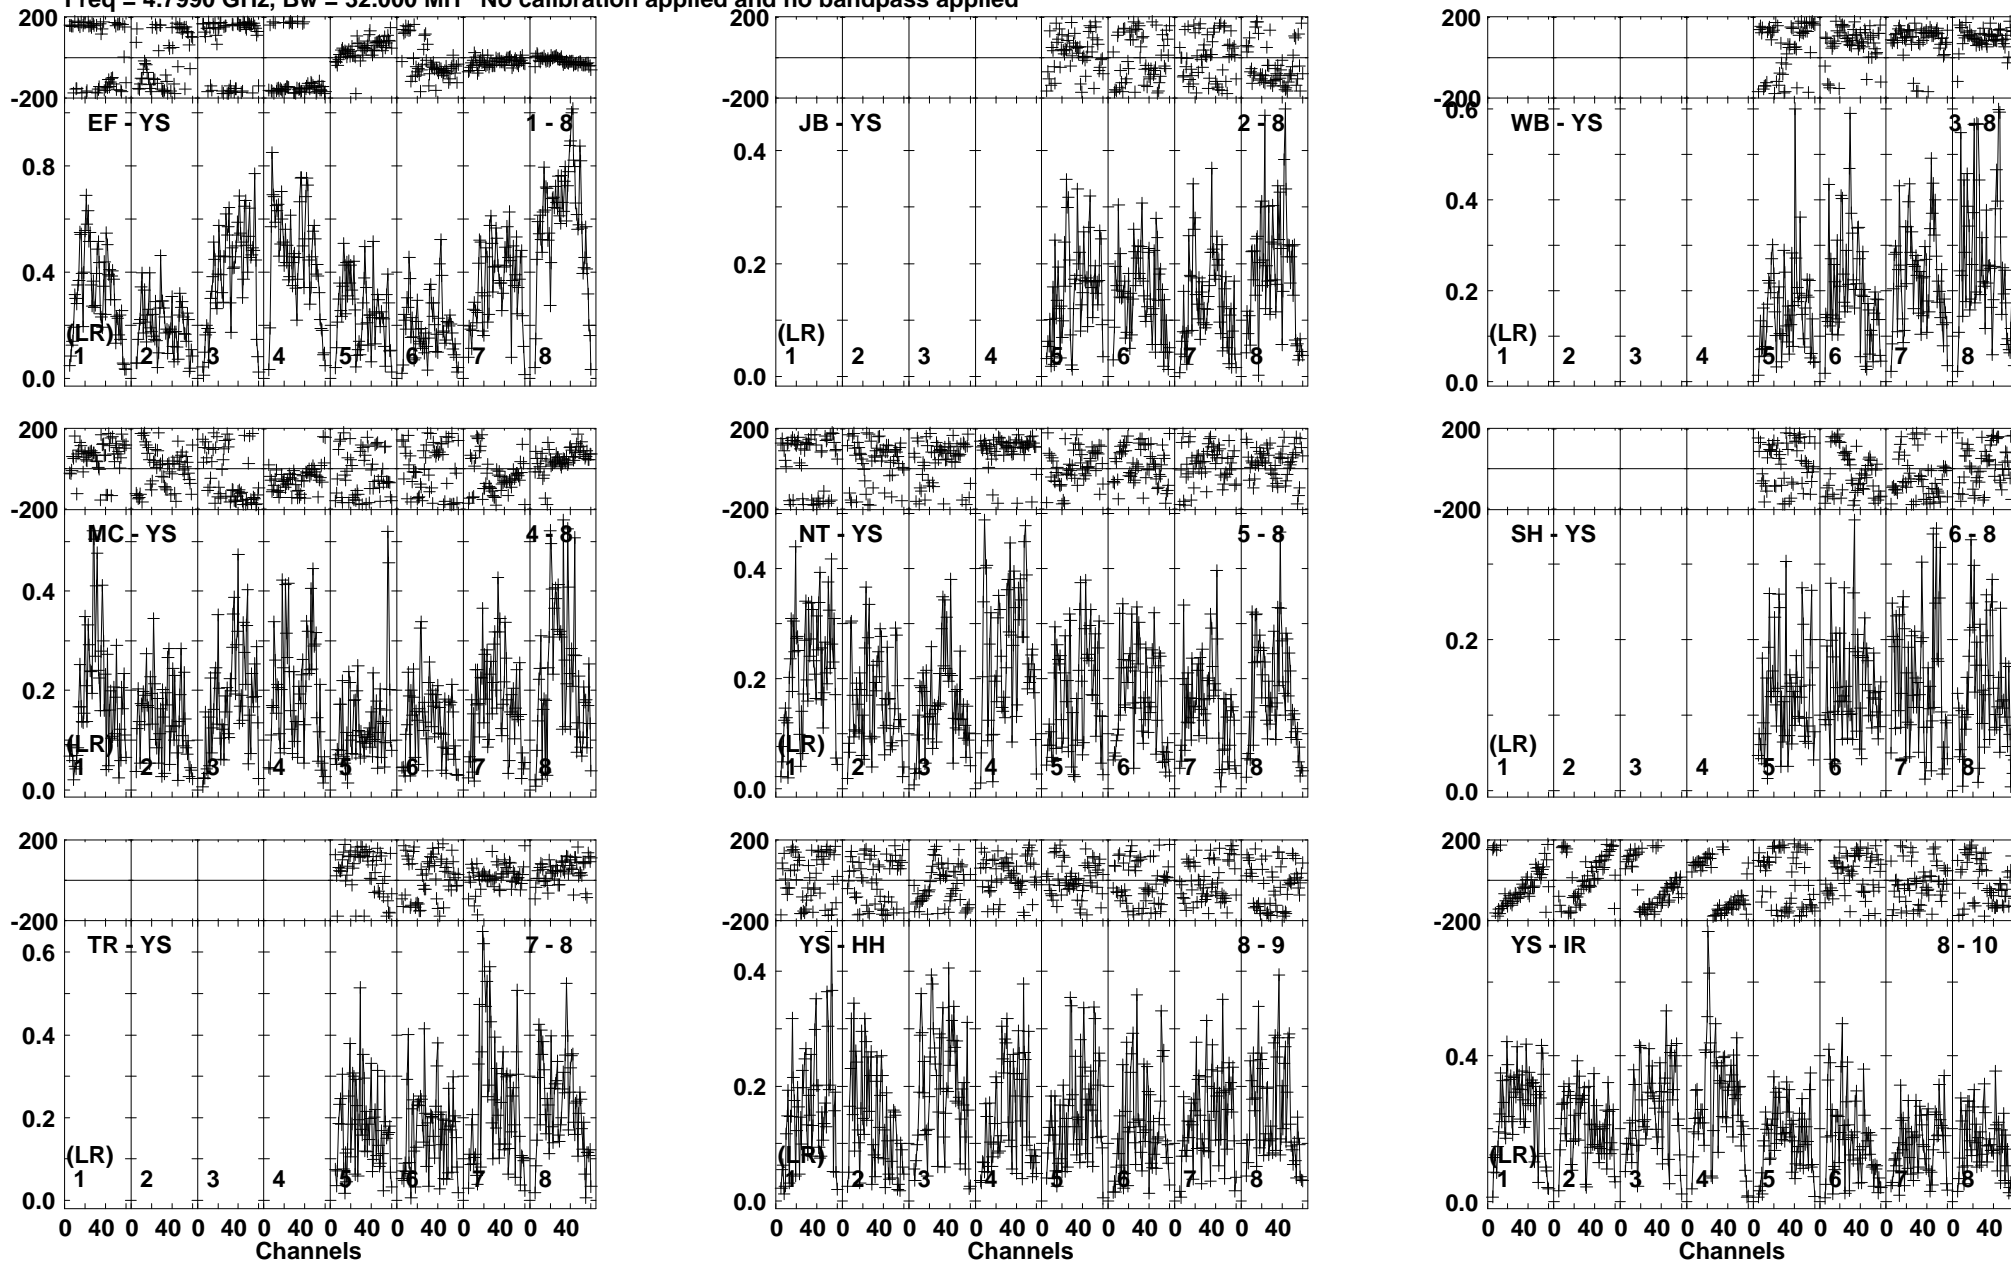 Freq = 4.7990 GHz, Bw = 32.000 MH No calibration applied and no bandpass applied
200 200 200
-200 -200 -200
EF - YS 1 - 8 JB - YS 2 - 8 WB - YS 3 - 8
0.8 0.4 0.6
0.4 0.2 0.4
0.2
(LR) (LR)
1 2 3 4 5 6 7 8 1 2 3 4 5 6 7 8 1 2 3 4 5 6 7 8
0.0 0.0 0.0
200 200 200
-200 -200 -200
MC - YS 4 - 8 NT - YS 5 - 8 SH - YS 6 - 8
0.4 0.4
0.2 0.2 0.2
(LR) (LR) (LR)
1 2 3 4 5 6 7 8 1 2 3 4 5 6 7 8 1 2 3 4 5 6 7 8
0.0 0.0 0.0
200 200 200
-200 -200 -200
TR - YS 7 - 8 YS - HH 8 - 9 YS - IR 8 - 10
0.6 0.4
0.4 0.4
0.2 0.2
(LR) (LR) (LR)
1 2 3 4 5 6 7 8 1 2 3 4 5 6 7 8 1 2 3 4 5 6 7 8
0.0 0.0 0.0
0 40 0 40 0 40 0 40 0 40 0 40 0 40 0 40 0 40 0 40 0 40 0 40 0 40 0 40 0 40 0 40 0 40 0 40 0 40 0 40 0 40 0 40 0 40 0 40
Channels Channels Channels